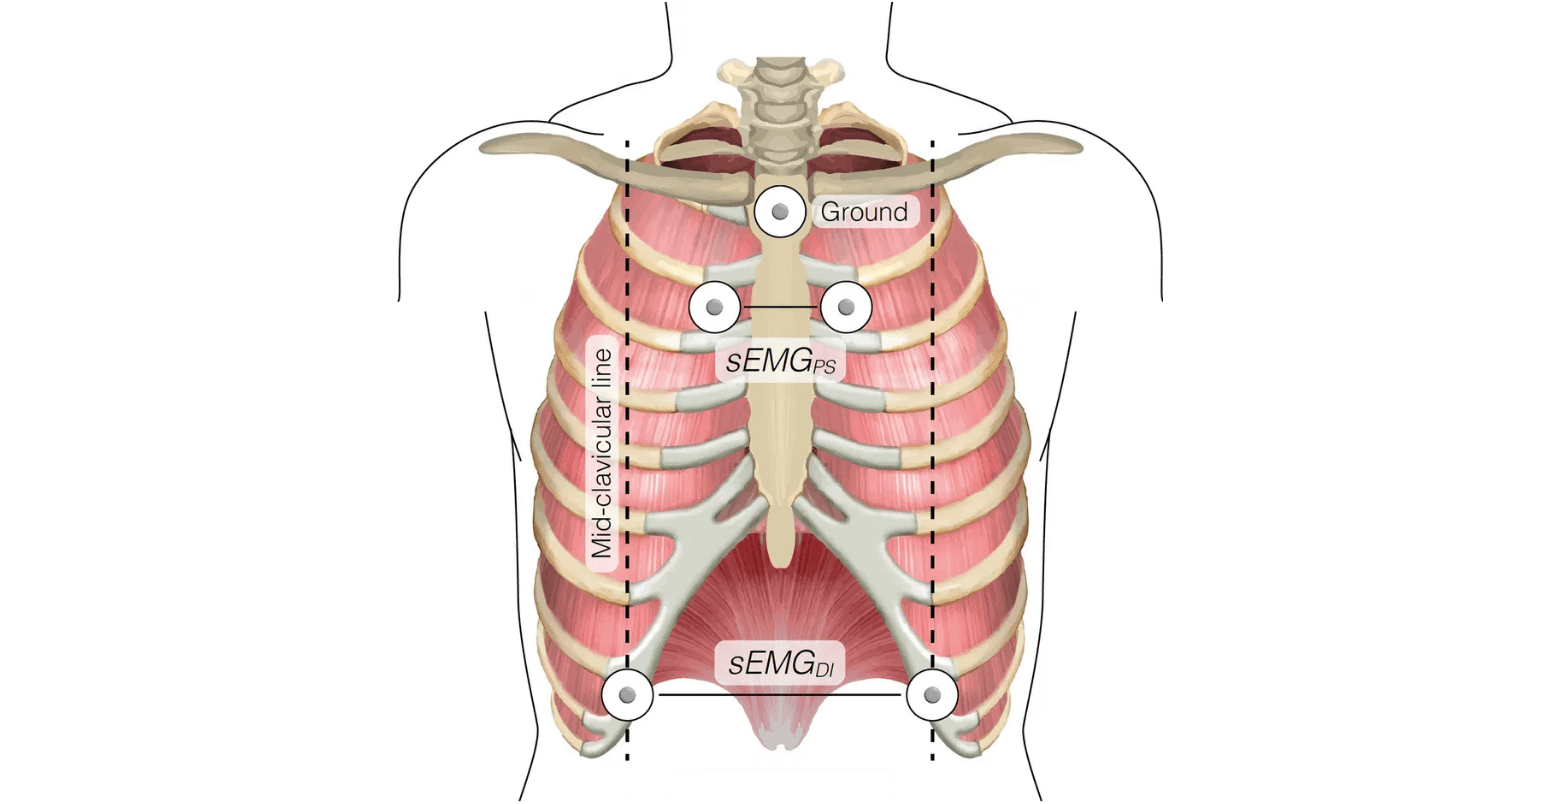 Ground
sEMGPS
Mid-clavicular line
sEMGDI